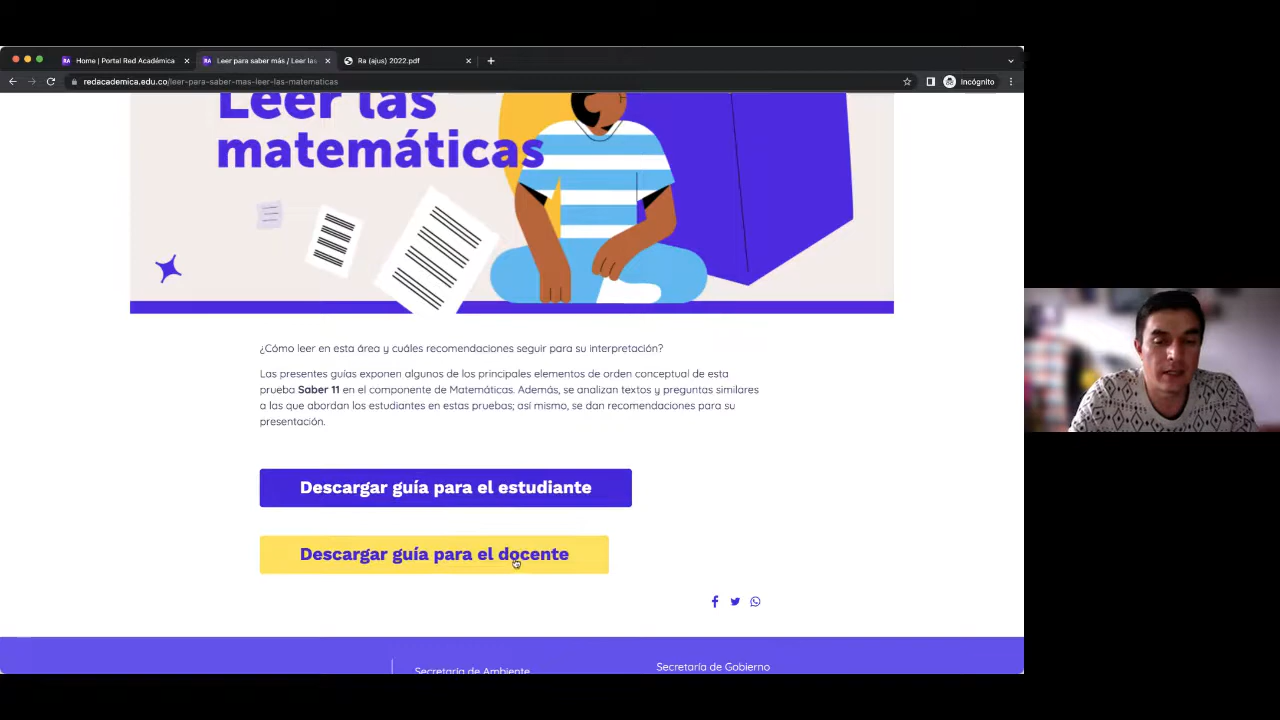 Home | Portal Red Académica
Leer para saber más / Leer las
Ra (ajus) 2022.pdf
redacademica.edu.co/leer-para-saber-mas-leer-las-matematicas
Incógnito
Leer las
matemáticas
¿Cómo leer en esta área y cuáles recomendaciones seguir para su interpretación?
Las presentes guías exponen algunos de los principales elementos de orden conceptual de esta
prueba Saber 11 en el componente de Matemáticas. Además, se analizan textos y preguntas similares
a las que abordan los estudiantes en estas pruebas; así mismo, se dan recomendaciones para su
presentación.
Descargar guía para el estudiante
Descargar guía para el docente
Secretaría de Ambiente
Secretaría de Gobierno